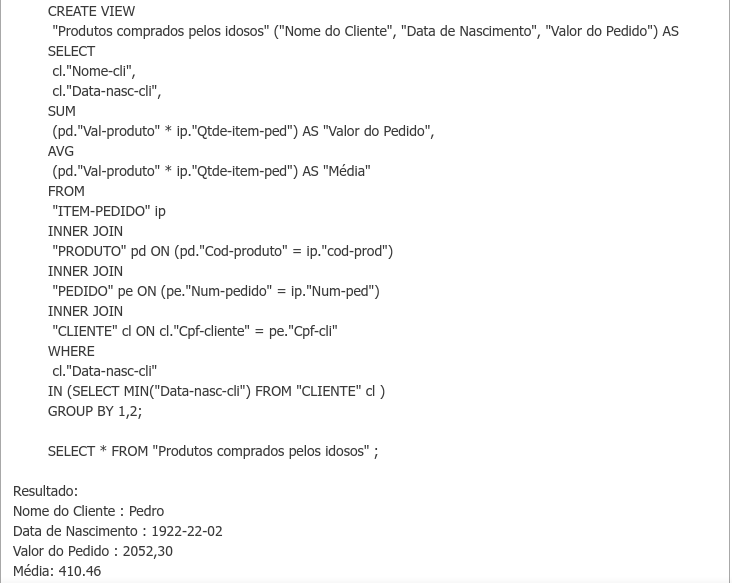 CREATE VIEW
"Produtos comprados pelos idosos" ("Nome do Cliente", "Data de Nascimento", "Valor do Pedido") AS
SELECT
cl."Nome-cli",
cl."Data-nasc-cli",
SUM
(pd."Val-produto" * ip."Qtde-item-ped") AS "Valor do Pedido",
AVG
(pd."Val-produto" * ip."Qtde-item-ped") AS "Média"
FROM
"ITEM-PEDIDO" ip
INNER JOIN
"PRODUTO" pd ON (pd."Cod-produto" = ip."cod-prod")
INNER JOIN
"PEDIDO" pe ON (pe."Num-pedido" = ip."Num-ped")
INNER JOIN
"CLIENTE" cl ON cl."Cpf-cliente" = pe."Cpf-cli"
WHERE
cl."Data-nasc-cli"
IN (SELECT MIN("Data-nasc-cli") FROM "CLIENTE" cl )
GROUP BY 1,2;
SELECT * FROM "Produtos comprados pelos idosos" ;
Resultado:
Nome do Cliente : Pedro
Data de Nascimento : 1922-22-02
Valor do Pedido : 2052,30
Média: 410.46